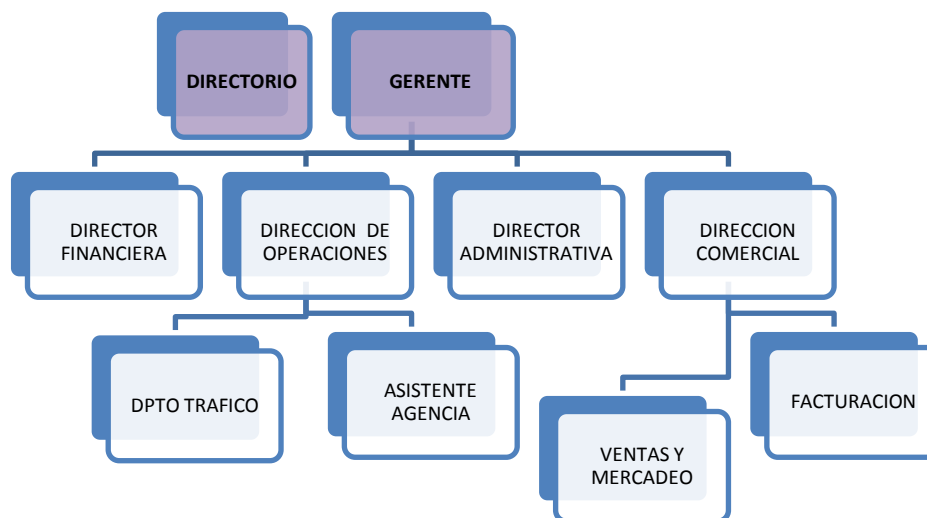 DIRECTORIO
GERENTE
DIRECTOR
FINANCIERA
DIRECCION DE
OPERACIONES
DIRECTOR
ADMINISTRATIVA
DIRECCION
COMERCIAL
DPTO TRAFICO
ASISTENTE
AGENCIA
VENTAS Y
MERCADEO
FACTURACION